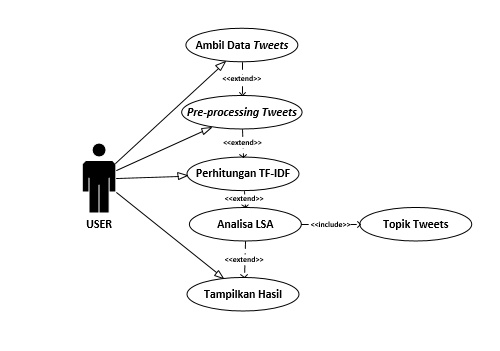 Ambil Data Tweets
<<extend>>
Pre-processing Tweets
<<extend>>
Perhitungan TF-IDF
<<extend>>
USER
Analisa LSA
<<include>>
Topik Tweets
<<extend>>
Tampilkan Hasil